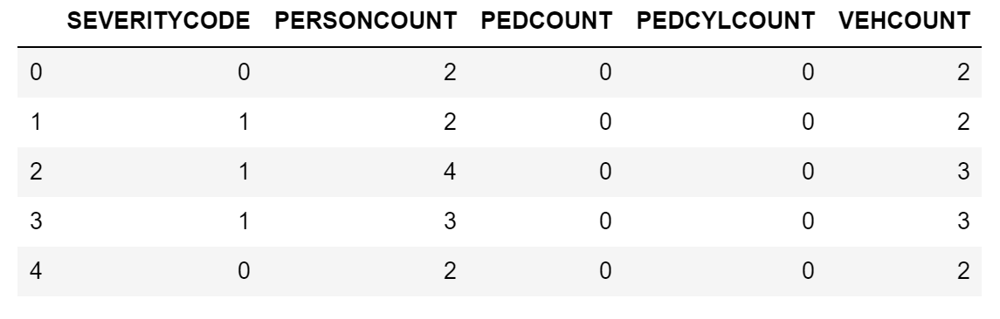 SEVERITYCODE PERSONCOUNT PEDCOUNT PEDCYLCOUNT VEHCOUNT
0 0 2 0 0 2
1 1 2 0 0 2
2 1 4 0 0 3
3 1 3 0 0 3
4 0 2 0 0 2